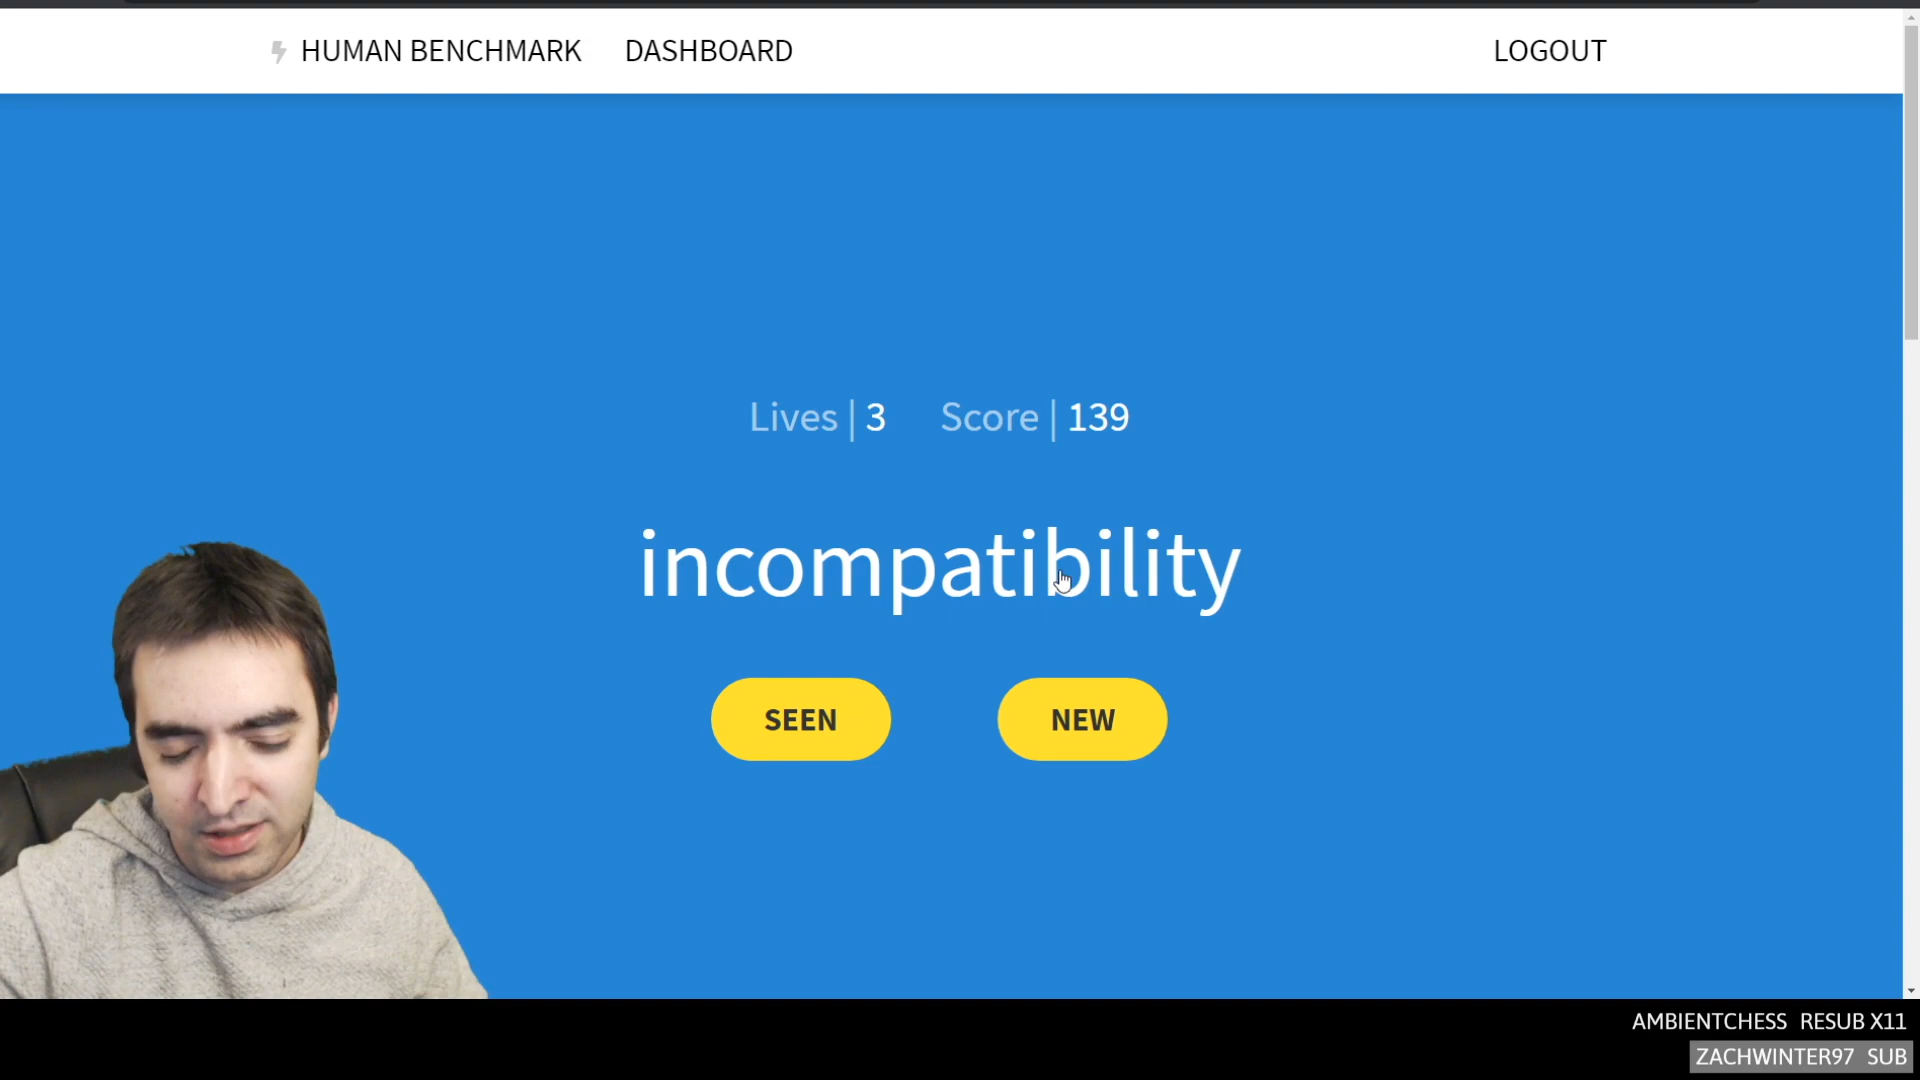 HUMAN BENCHMARK DASHBOARD LOGOUT
Lives | 3 Score | 139
incompatibility
SEEN NEW
AMBIENTCHESS RESUB X11
ZACHWINTER97 SUB